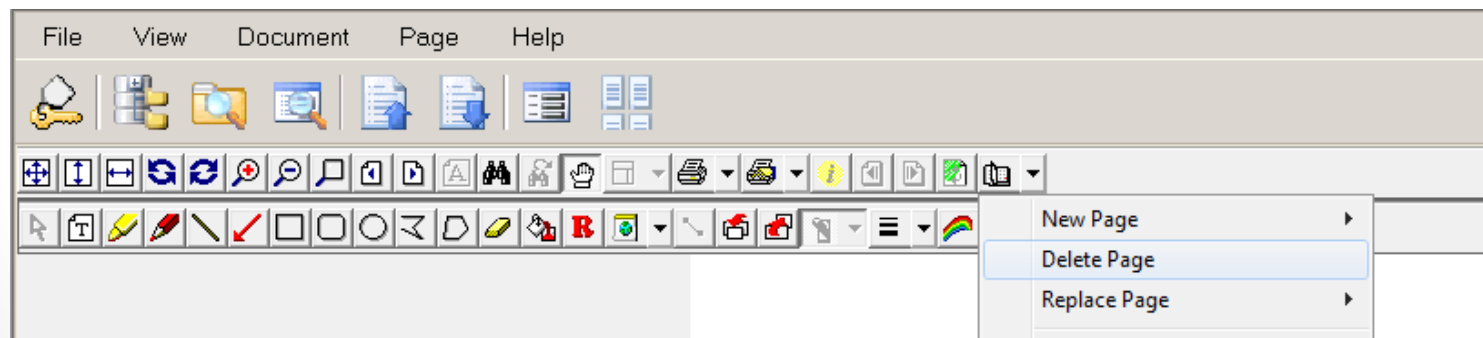 File View Document Page Help
New Page
Delete Page
Replace Page